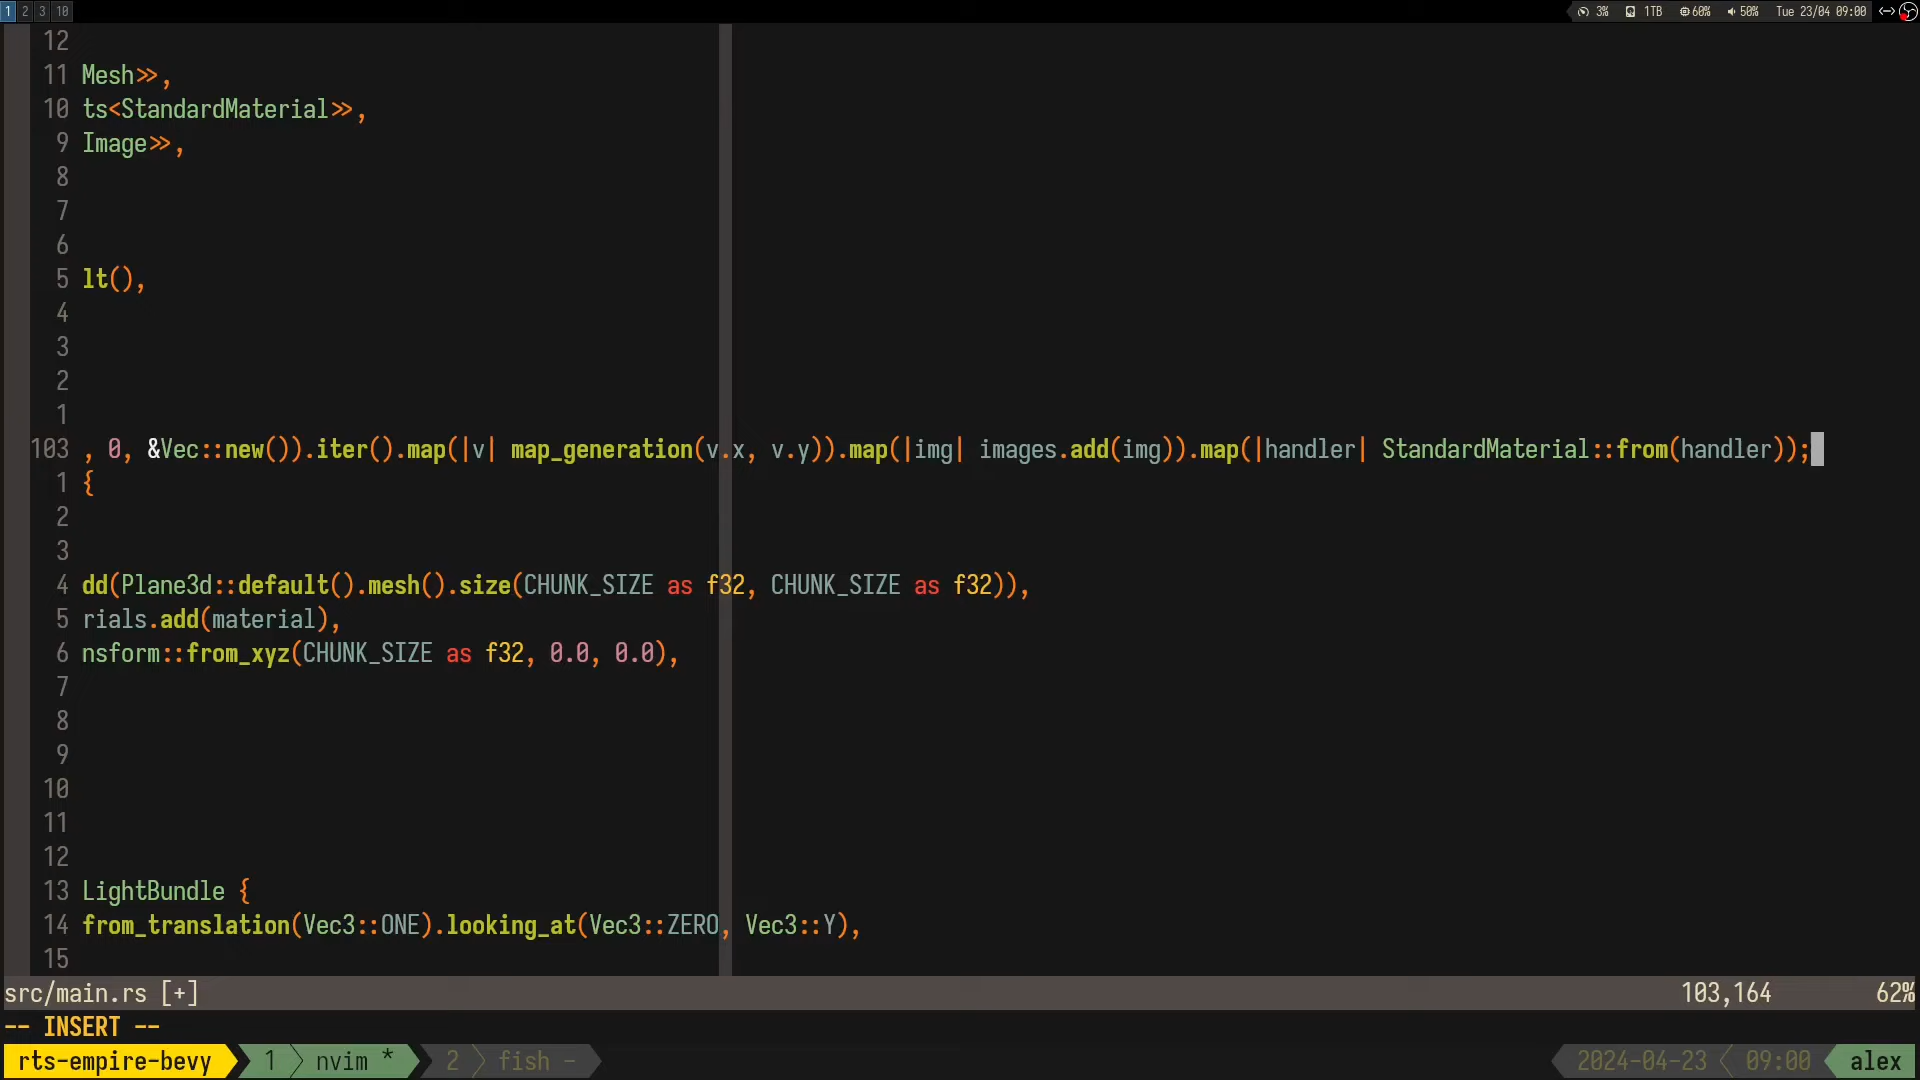 1 2 3 10 3% 1TB 60% 50% Tue 23/04 09:00
12
11 Mesh>>,
10 ts<StandardMaterial>>,
9 Image>>,
8
7
6
5 lt(),
4
3
2
1
103 , 0, &Vec::new()).iter().map(|v| map_generation(v.x, v.y)).map(|img| images.add(img)).map(|handler| StandardMaterial::from(handler));
1 {
2
3
4 dd(Plane3d::default().mesh().size(CHUNK_SIZE as f32, CHUNK_SIZE as f32)),
5 rials.add(material),
6 nsform::from_xyz(CHUNK_SIZE as f32, 0.0, 0.0),
7
8
9
10
11
12
13 LightBundle {
14 from_translation(Vec3::ONE).looking_at(Vec3::ZERO, Vec3::Y),
15
src/main.rs [+] 103,164 62%
-- INSERT --
rts-empire-bevy 1 nvim * 2 fish - 2024-04-23 09:00 alex